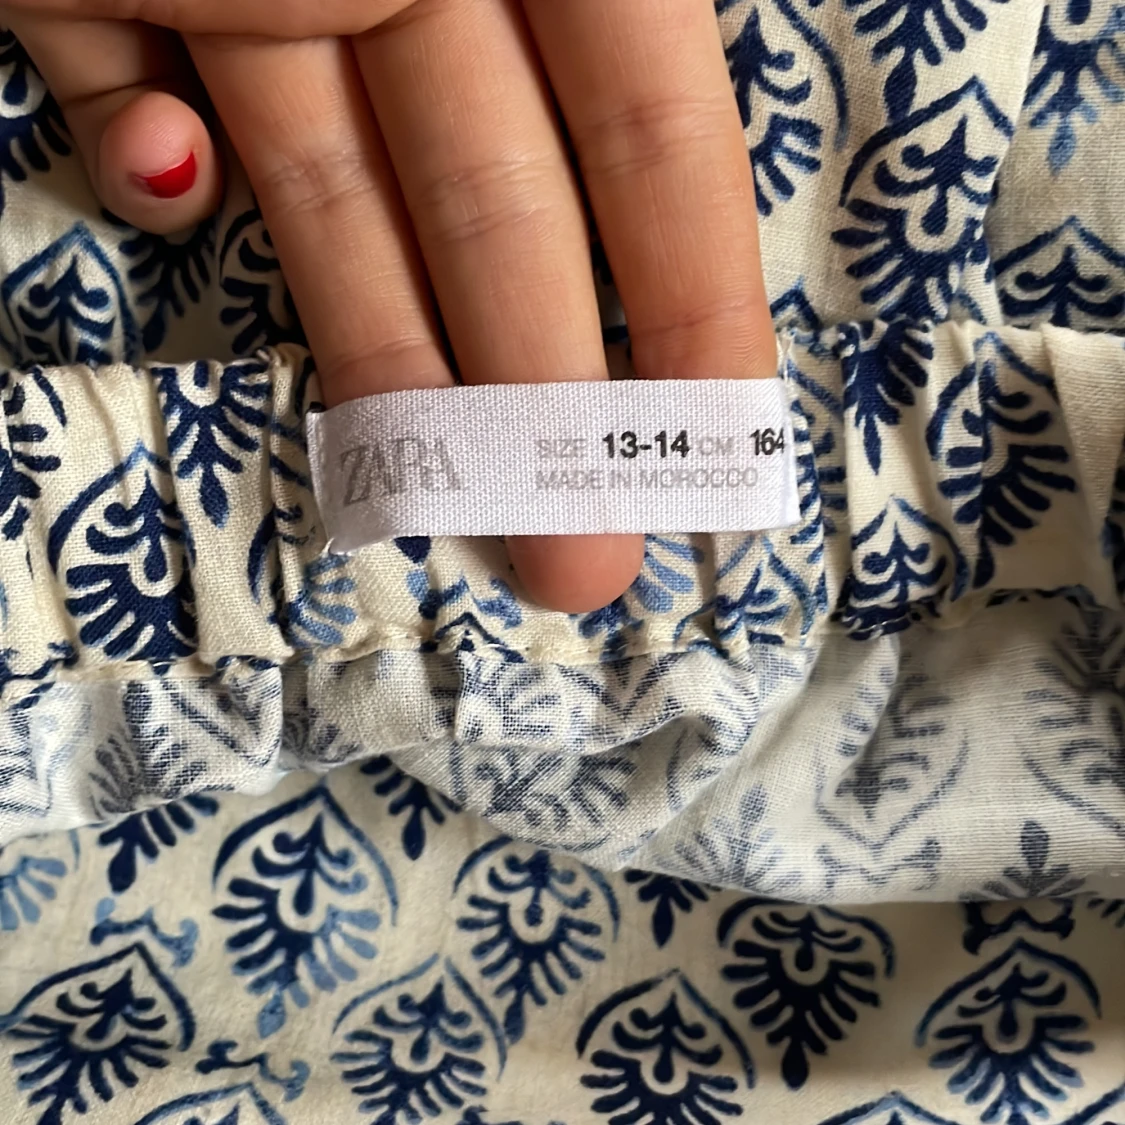 ZARA
SIZE 13-14 CM 164
MADE IN MOROCCO